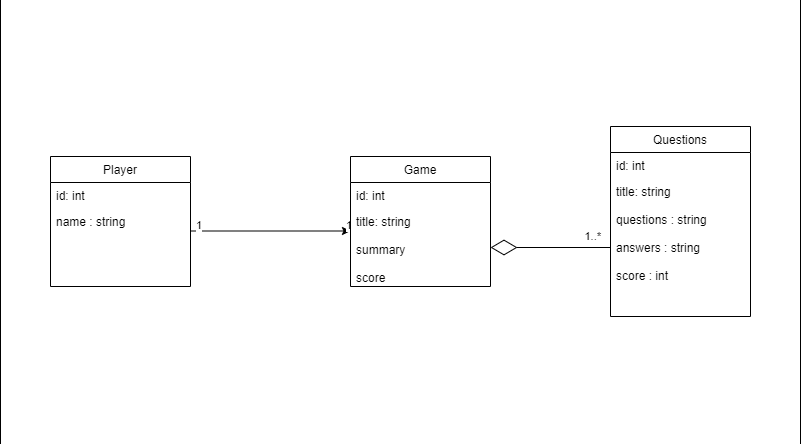 Player
id: int
name : string
1
1
Game
id: int
title: string
summary
score
1..*
Questions
id: int
title: string
questions : string
answers : string
score : int